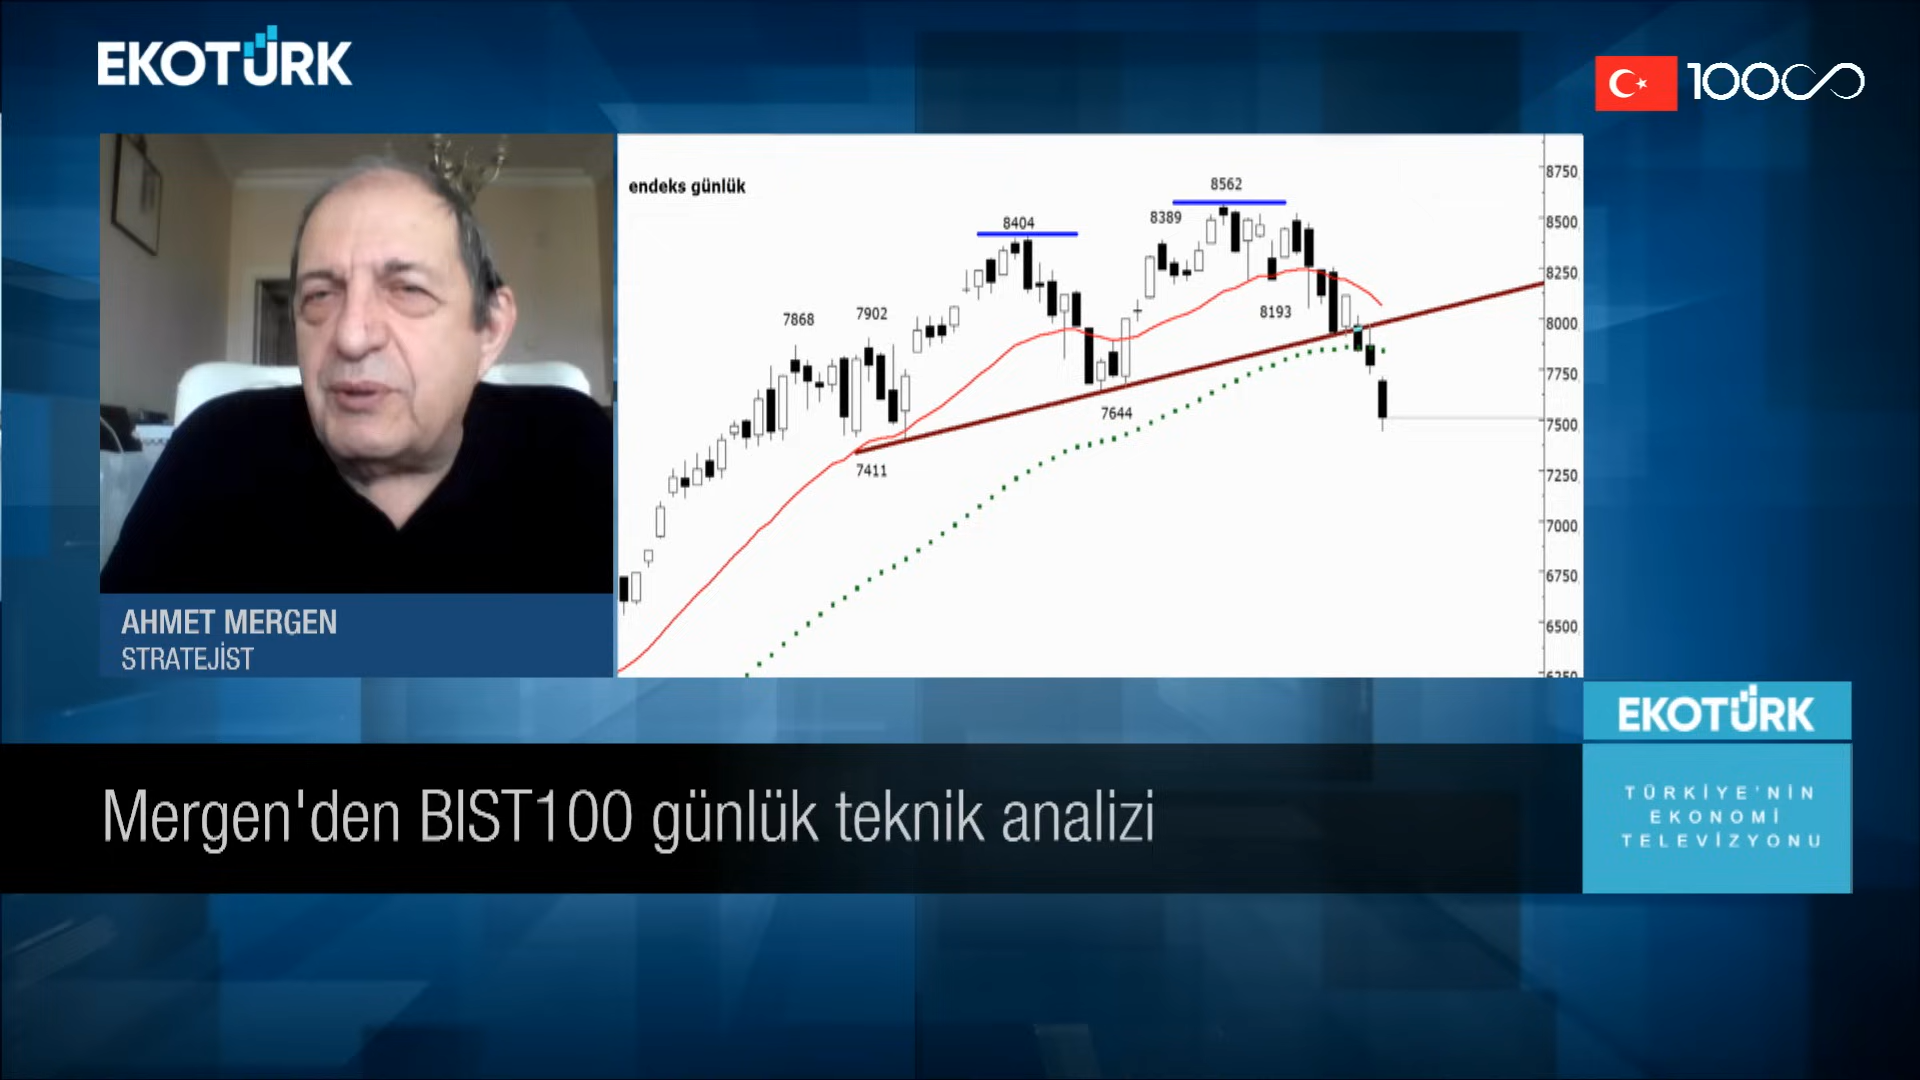 EKOTÜRK
100
endeks günlük
8562
8404
8389
7868
7902
8193
7644
7411
8750
8500
8250
8000
7750
7500
7250
7000
6750
6500
6250
AHMET MERGEN
STRATEJİST
EKOTÜRK
Mergen'den BIST100 günlük teknik analizi
TÜRKİYE'NİN
EKONOMİ
TELEVİZYONU